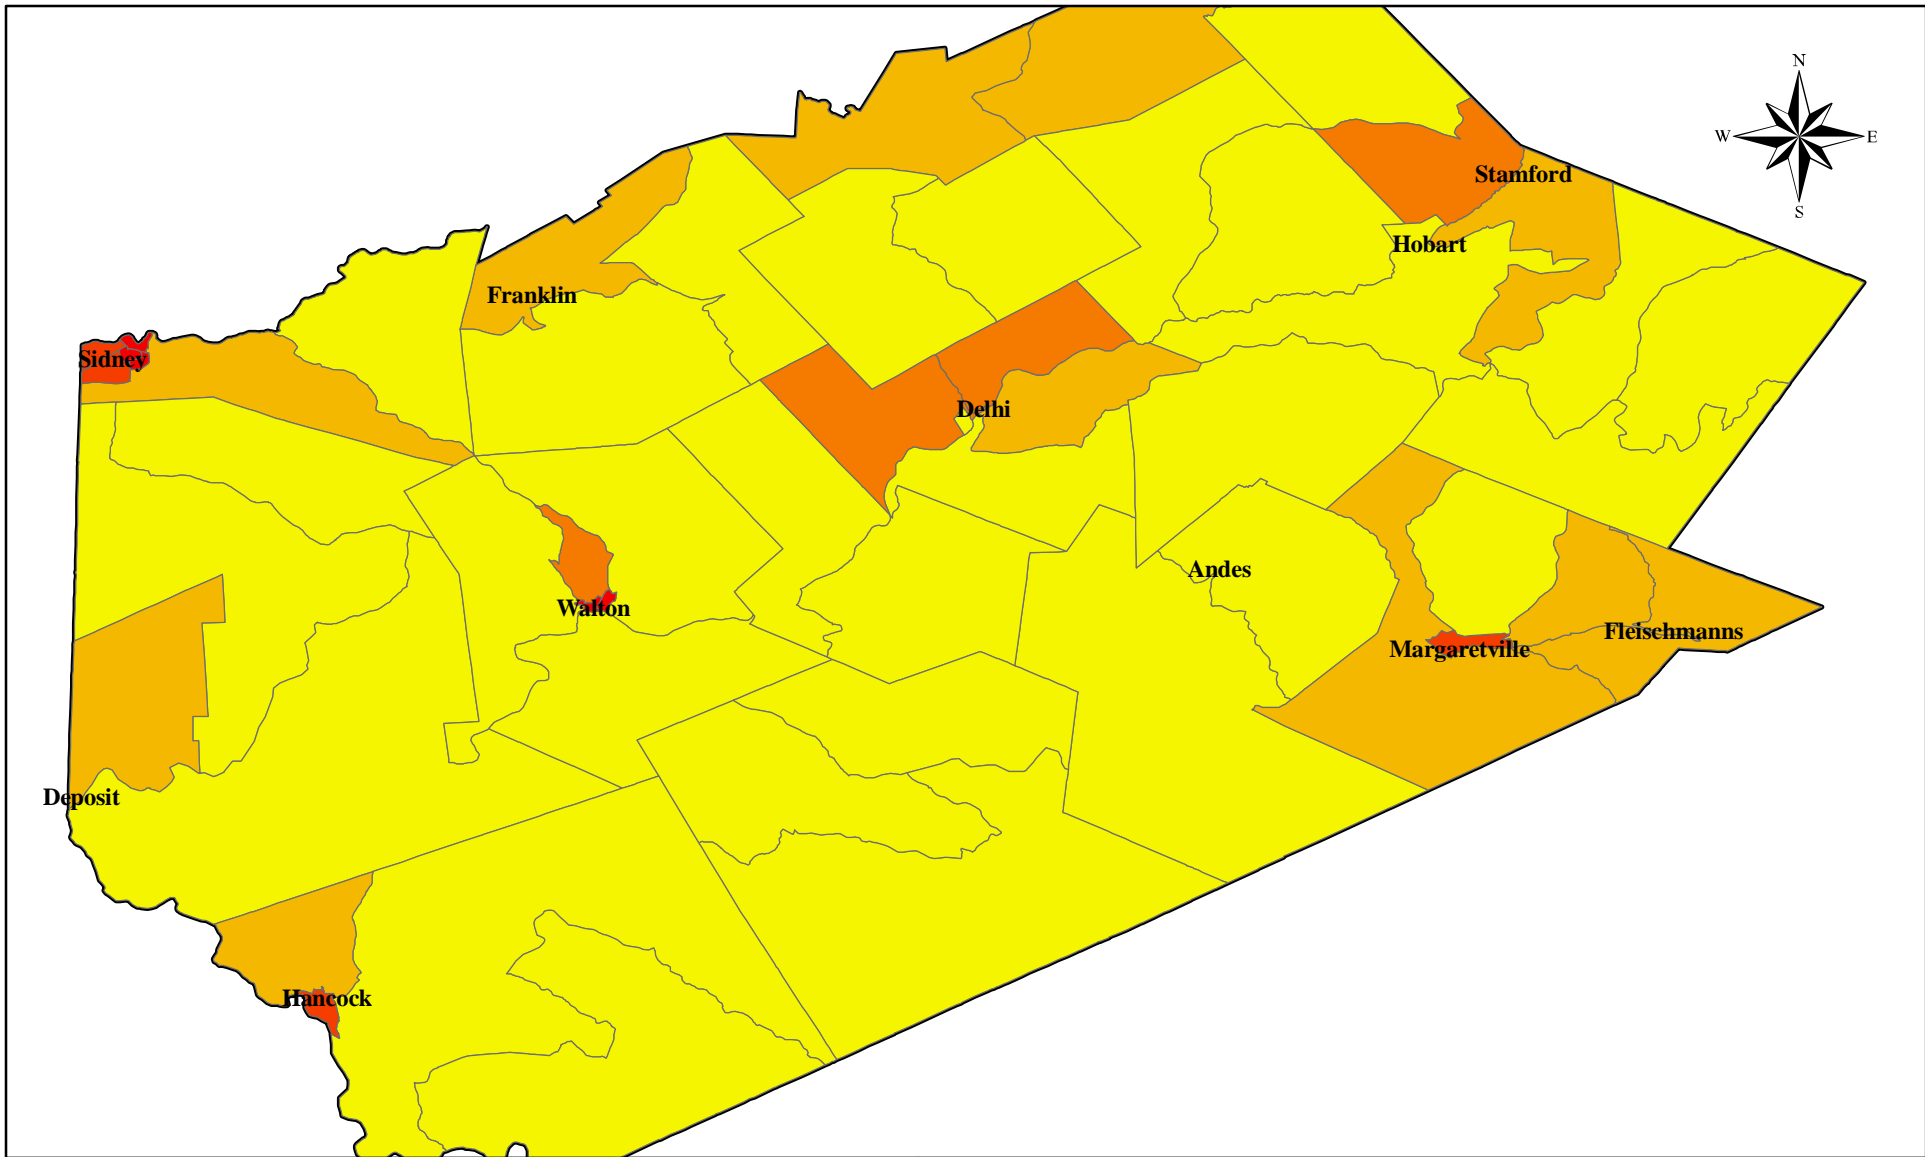 N
W
E
Stamford
S
Hobart
Franklin
Sidney
Delhi
Andes
Walton
Fleischmanns
Margaretville
Deposit
Hancock